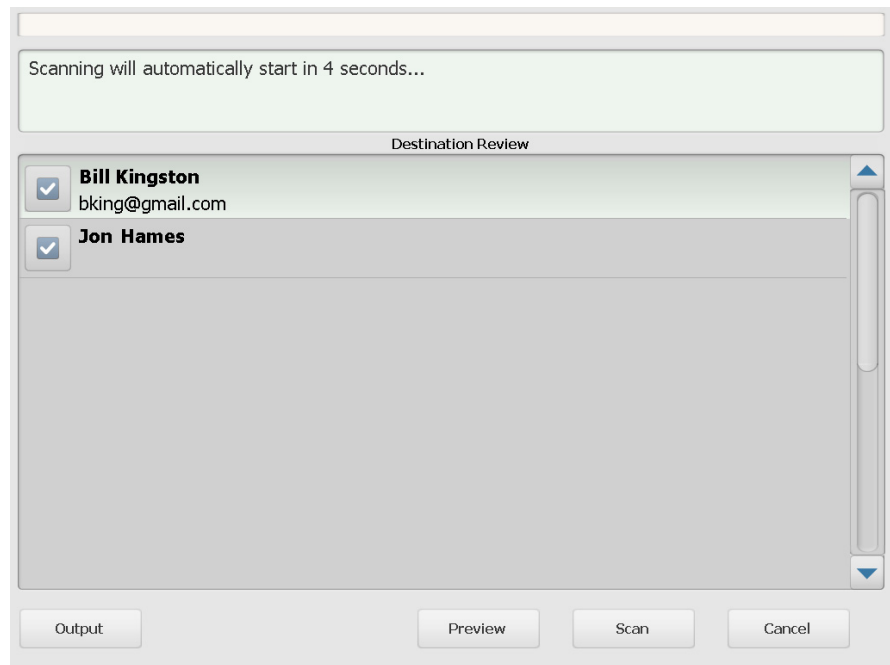 Scanning will automatically start in 4 seconds...
Destination Review
Bill Kingston
bking@gmail.com
Jon Hames
Output
Preview
Scan
Cancel